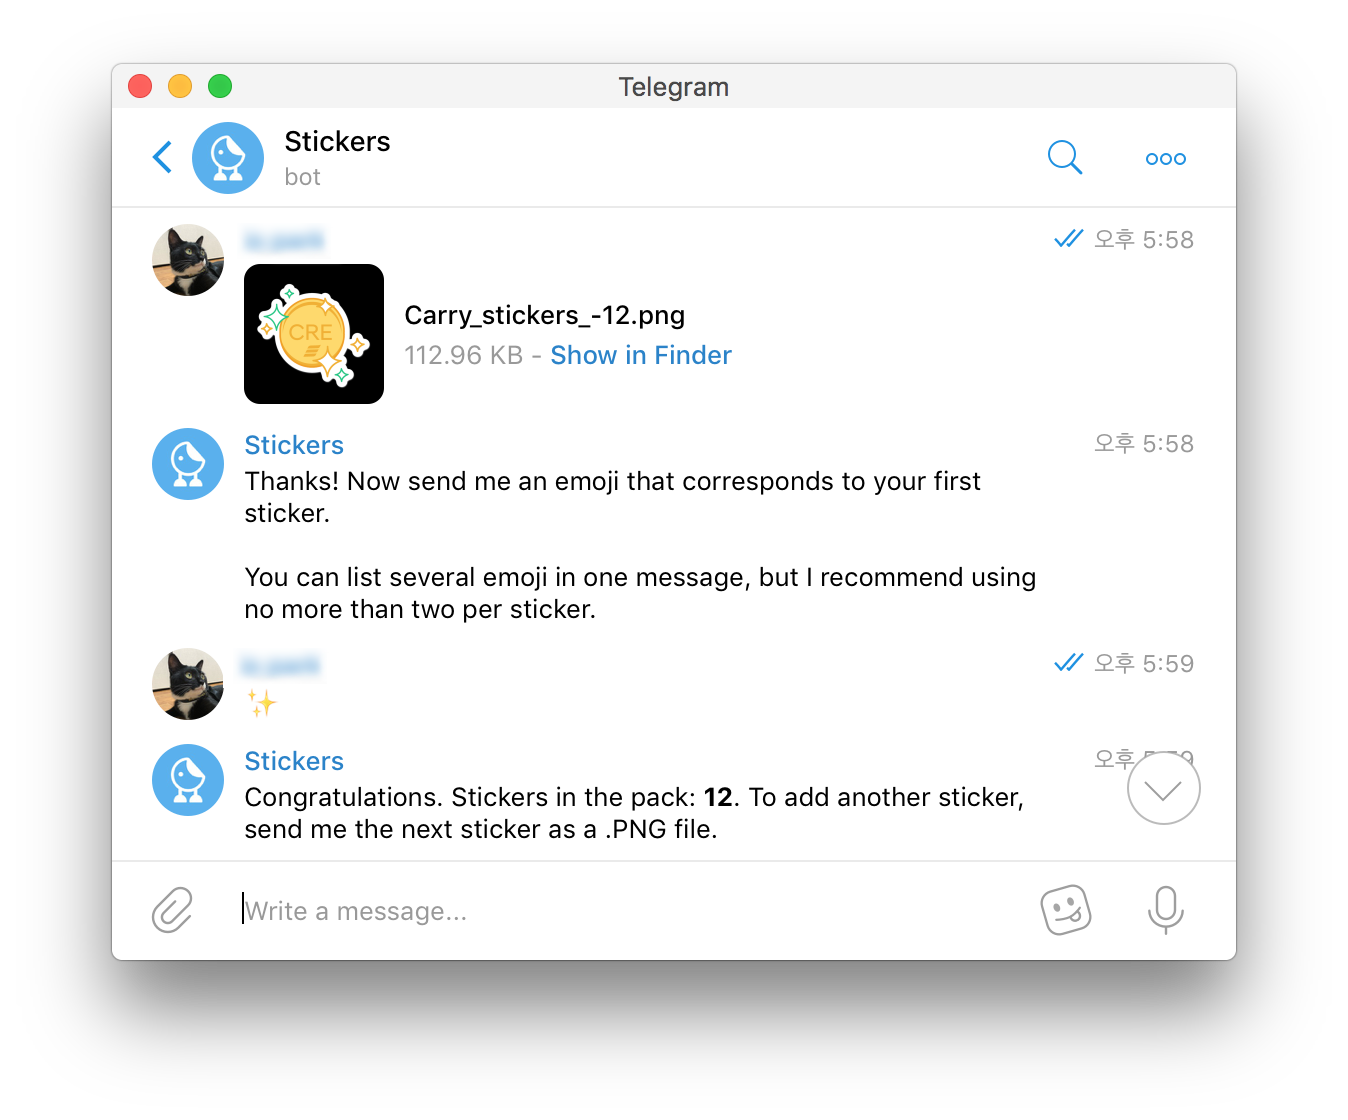 Telegram
Stickers
bot
오후 5:58
CRE
Carry_stickers_-12.png
112.96 KB - Show in Finder
Stickers
오후 5:58
Thanks! Now send me an emoji that corresponds to your first
sticker.
You can list several emoji in one message, but I recommend using
no more than two per sticker.
오후 5:59
✨
Stickers
오후 5:59
Congratulations. Stickers in the pack: 12. To add another sticker,
send me the next sticker as a .PNG file.
Write a message...